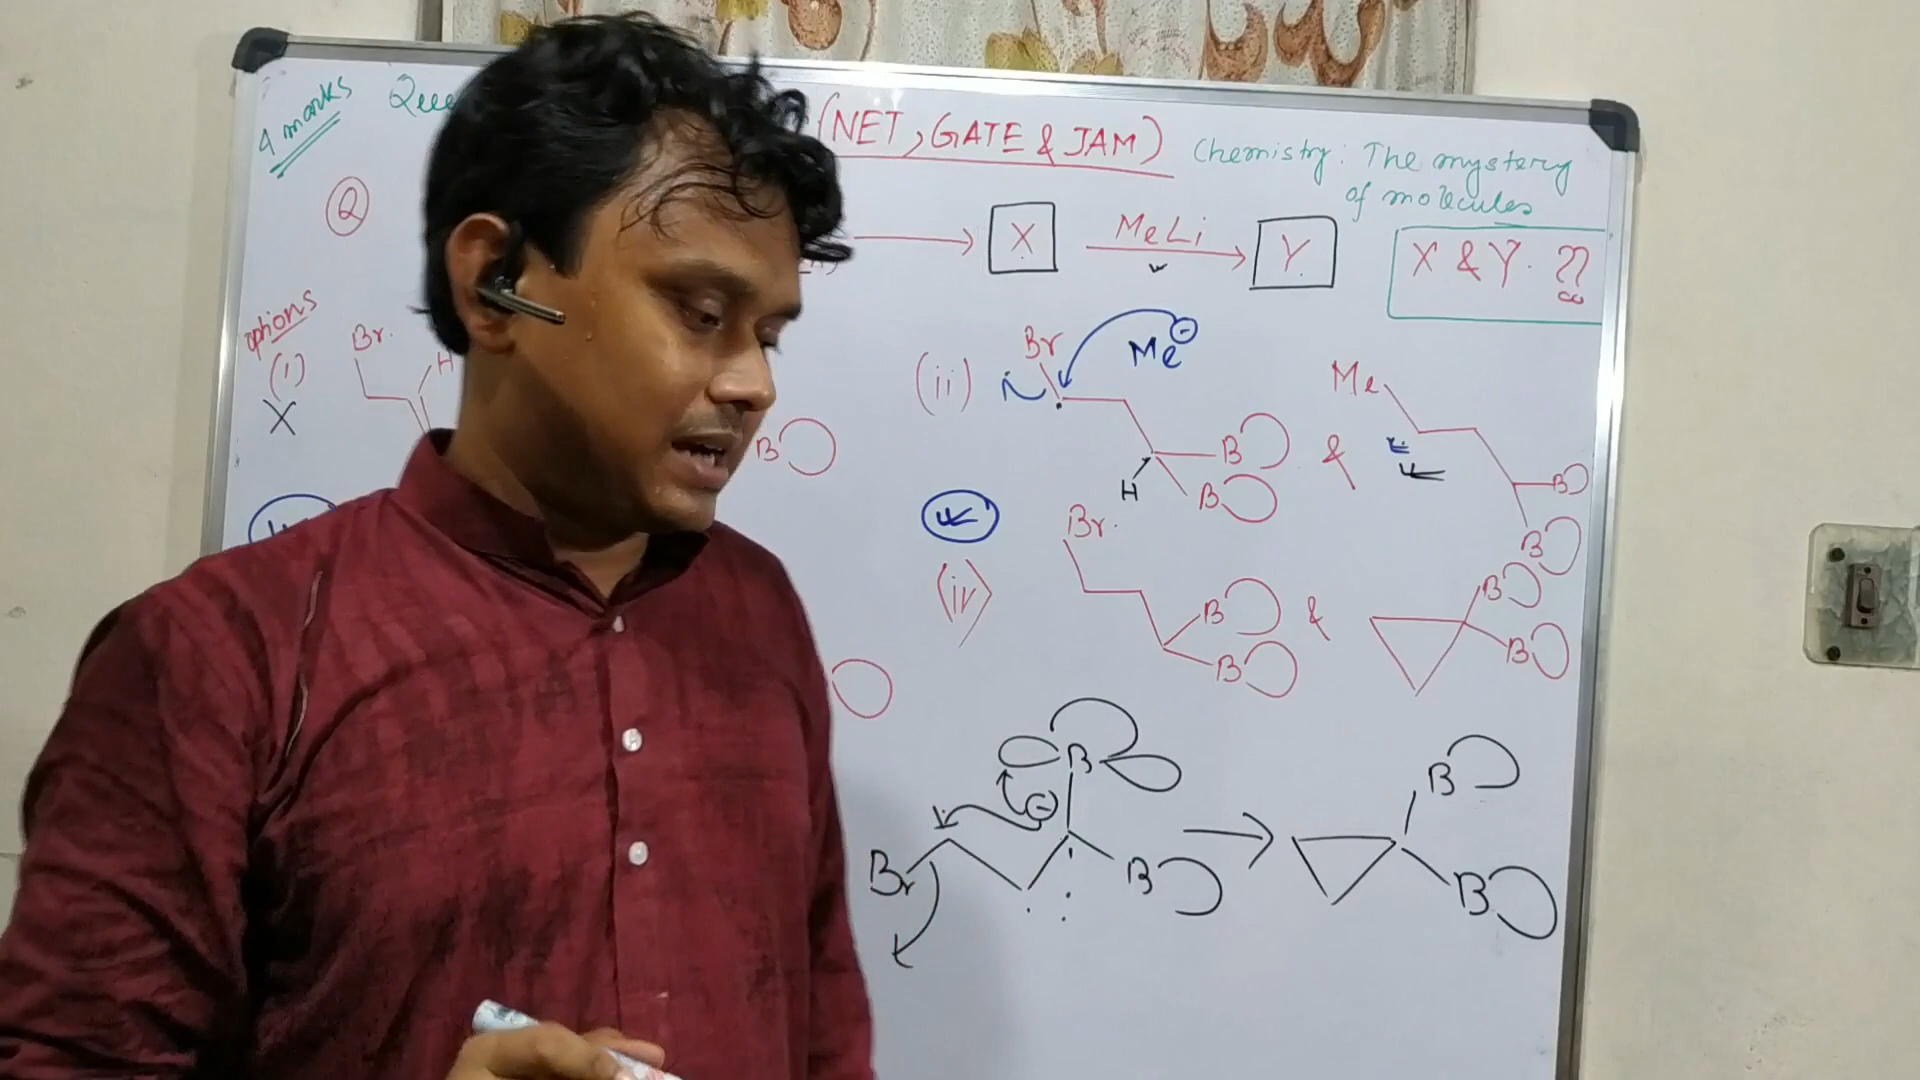 4 marks
(NET, GATE & JAM)
Chemistry: The mystery
of molecules
Q
X
MeLi
Y
X & Y. ??
options
(i)
Br.
H
B
(ii)
Br
Me
H
B
B
&
Me
B
B
(iv)
Br.
B
B
&
B
B
B
Br
B
B
B